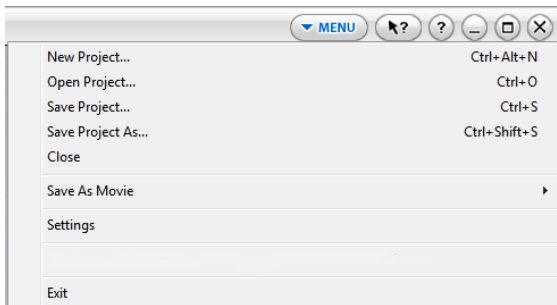 MENU ? ?
New Project... Ctrl+Alt+N
Open Project... Ctrl+O
Save Project... Ctrl+S
Save Project As... Ctrl+Shift+S
Close
Save As Movie
Settings
Exit